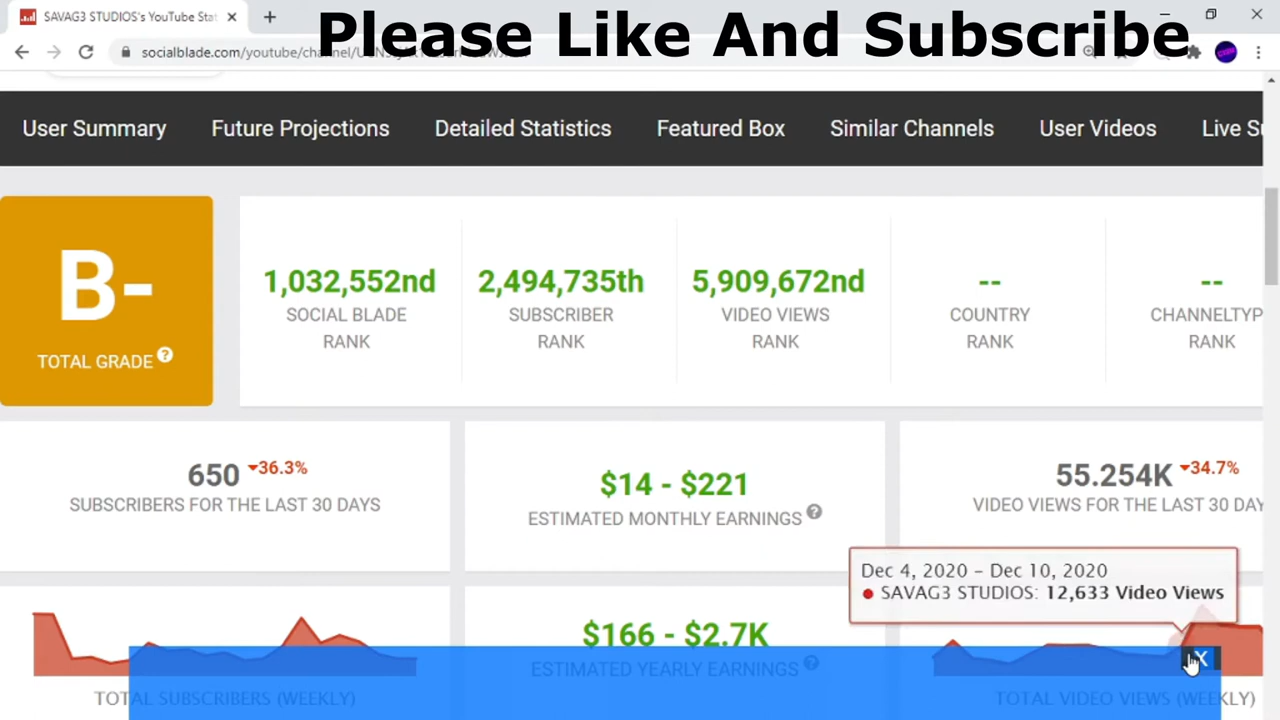 SAVAG3 STUDIOS's YouTube Stat
Please Like And Subscribe
socialblade.com/youtube/channel/
User Summary
Future Projections
Detailed Statistics
Featured Box
Similar Channels
User Videos
Live Su
B-
TOTAL GRADE
1,032,552nd
SOCIAL BLADE
RANK
2,494,735th
SUBSCRIBER
RANK
5,909,672nd
VIDEO VIEWS
RANK
--
COUNTRY
RANK
--
CHANNELTYP
RANK
650 36.3%
SUBSCRIBERS FOR THE LAST 30 DAYS
$14 - $221
ESTIMATED MONTHLY EARNINGS
55.254K 34.7%
VIDEO VIEWS FOR THE LAST 30 DAY
Dec 4, 2020 – Dec 10, 2020
SAVAG3 STUDIOS: 12,633 Video Views
TOTAL SUBSCRIBERS (WEEKLY)
$166 - $2.7K
ESTIMATED YEARLY EARNINGS
X
TOTAL VIDEO VIEWS (WEEKLY)